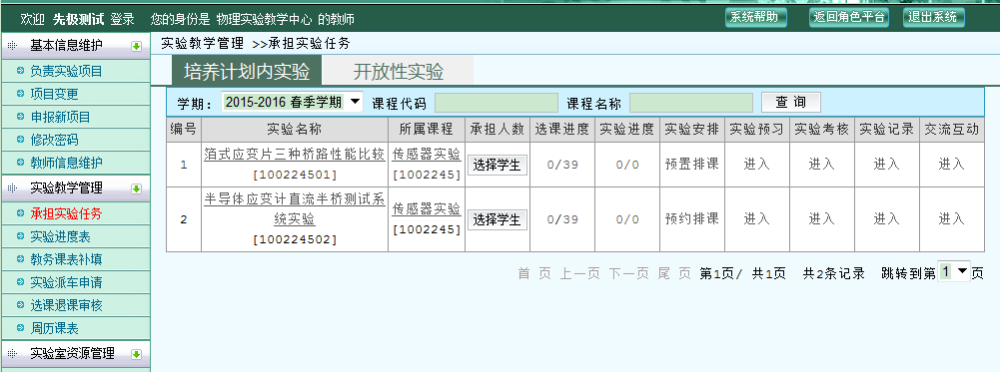 欢迎 先极测试 登录 您的身份是 物理实验教学中心 的教师
系统帮助 返回角色平台 退出系统
基本信息维护
负责实验项目
项目变更
申报新项目
修改密码
教师信息维护
实验教学管理
承担实验任务
实验进度表
教务课表补填
实验派车申请
选课退课审核
周历课表
实验室资源管理
实验教学管理 >>承担实验任务
培养计划内实验 开放性实验
学期: 2015-2016 春季学期 课程代码 课程名称 查 询
编号 实验名称 所属课程 承担人数 选课进度 实验进度 实验安排 实验预习 实验考核 实验记录 交流互动
1 箔式应变片三种桥路性能比较 [100224501] 传感器实验 [1002245] 选择学生 0/39 0/0 预置排课 进入 进入 进入 进入
2 半导体应变计直流半桥测试系
统实验
[100224502] 传感器实验 [1002245] 选择学生 0/39 0/0 预约排课 进入 进入 进入 进入
首 页 上一页 下一页 尾 页 第1页/ 共1页 共2条记录 跳转到第 1 页